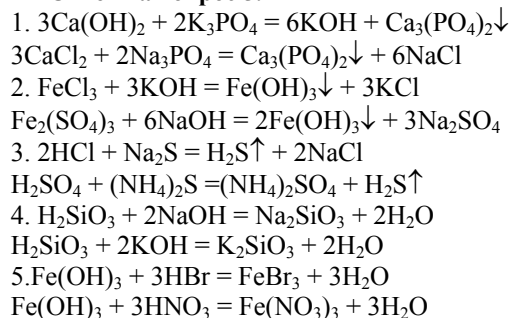 1. 3Ca(OH)₂ + 2K₃PO₄ = 6KOH + Ca₃(PO₄)₂↓
3CaCl₂ + 2Na₃PO₄ = Ca₃(PO₄)₂↓ + 6NaCl
2. FeCl₃ + 3KOH = Fe(OH)₃↓ + 3KCl
Fe₂(SO₄)₃ + 6NaOH = 2Fe(OH)₃↓ + 3Na₂SO₄
3. 2HCl + Na₂S = H₂S↑ + 2NaCl
H₂SO₄ + (NH₄)₂S =(NH₄)₂SO₄ + H₂S↑
4. H₂SiO₃ + 2NaOH = Na₂SiO₃ + 2H₂O
H₂SiO₃ + 2KOH = K₂SiO₃ + 2H₂O
5.Fe(OH)₃ + 3HBr = FeBr₃ + 3H₂O
Fe(OH)₃ + 3HNO₃ = Fe(NO₃)₃ + 3H₂O